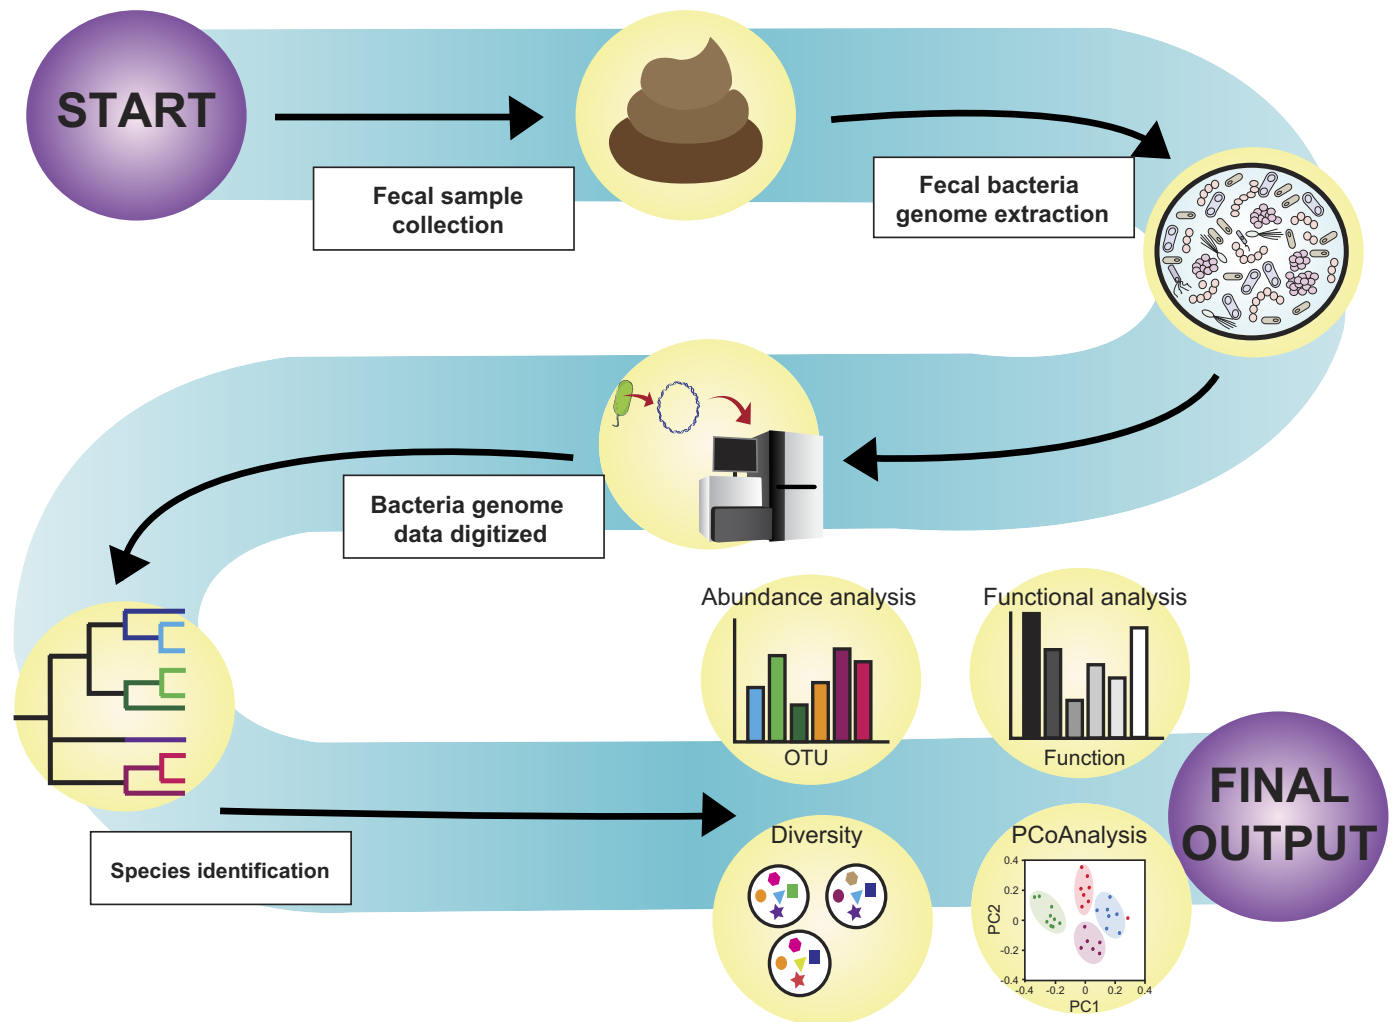 START
Fecal sample
collection
Fecal bacteria
genome extraction
Bacteria genome
data digitized
Species identification
Abundance analysis
OTU
Functional analysis
Function
Diversity
PCoAnalysis
PC2
0.4
0.2
0
-0.2
-0.4
-0.4
-0.2
0
0.2
0.4
PC1
FINAL
OUTPUT